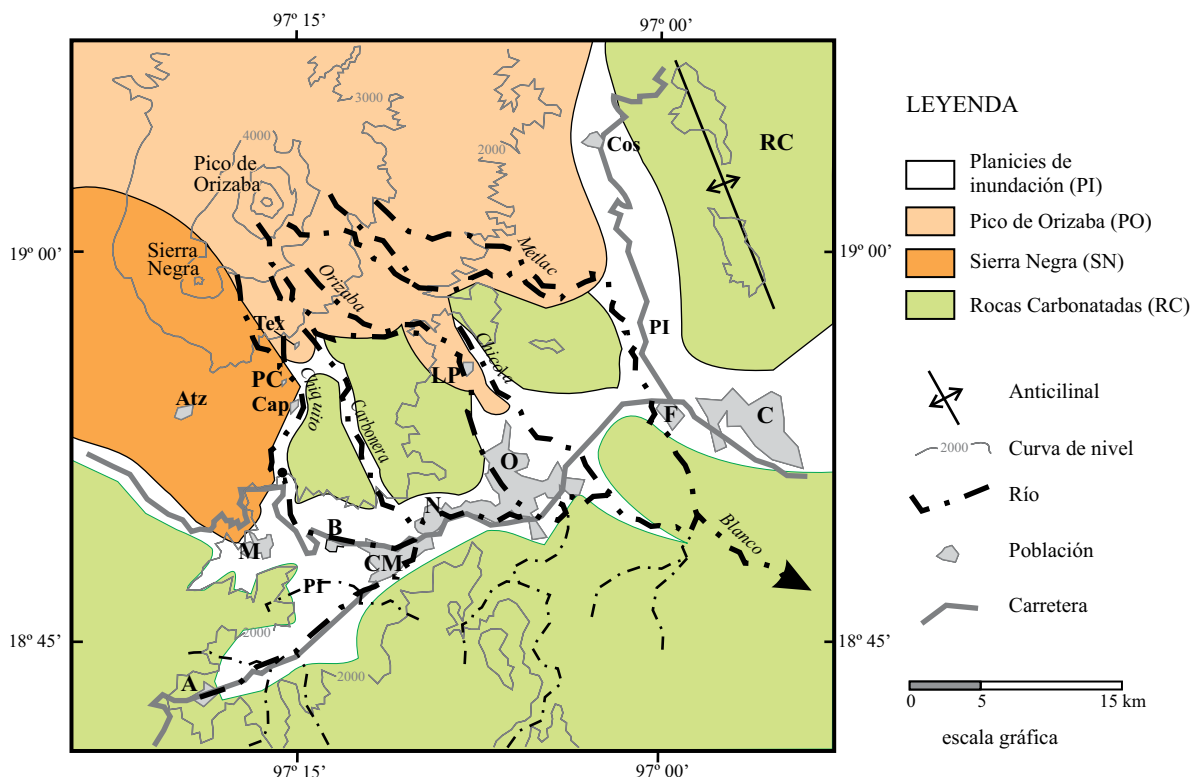 97º 15’
97º 00’
3000
4000
2000
Pico de
Orizaba
Cos
RC
19º 00’
19º 00’
Sierra
Negra
Metlac
Orizaba
Tex
PI
PC
Cap
Atz
Chiquito
Carbonera
LP
Chicola
F
C
O
N
B
M
CM
Blanco
PI
2000
18º 45’
18º 45’
2000
A
97º 15’
97º 00’
LEYENDA
Planicies de
inundación (PI)
Pico de Orizaba (PO)
Sierra Negra (SN)
Rocas Carbonatadas (RC)
Anticilinal
2000
Curva de nivel
Río
Población
Carretera
0
5
15 km
escala gráfica